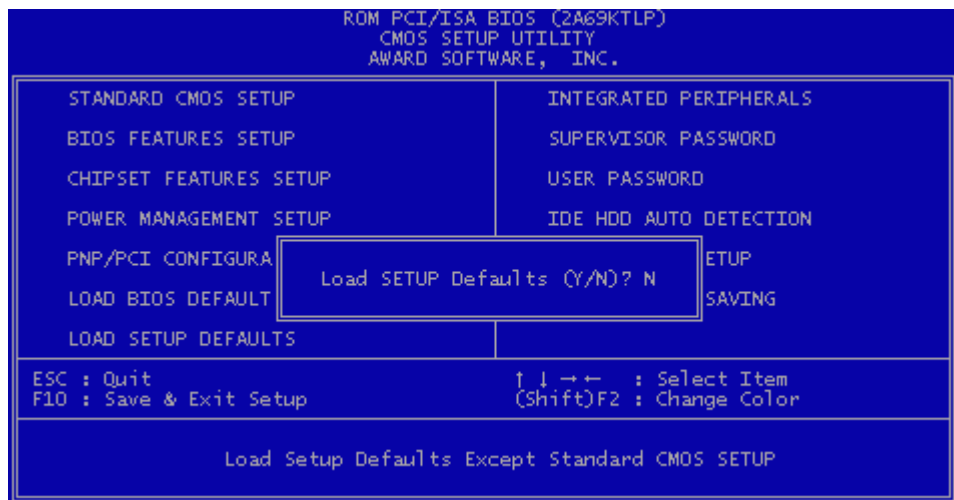 ROM PCI/ISA BIOS (2A69KTLP)
CMOS SETUP UTILITY
AWARD SOFTWARE, INC.
STANDARD CMOS SETUP
BIOS FEATURES SETUP
CHIPSET FEATURES SETUP
POWER MANAGEMENT SETUP
PNP/PCI CONFIGURA
LOAD BIOS DEFAULT
LOAD SETUP DEFAULTS
INTEGRATED PERIPHERALS
SUPERVISOR PASSWORD
USER PASSWORD
IDE HDD AUTO DETECTION
ETUP
SAVING
Load SETUP Defaults (Y/N)? N
ESC : Quit
F10 : Save & Exit Setup
↑ ↓ → ← : Select Item
(Shift)F2 : Change Color
Load Setup Defaults Except Standard CMOS SETUP